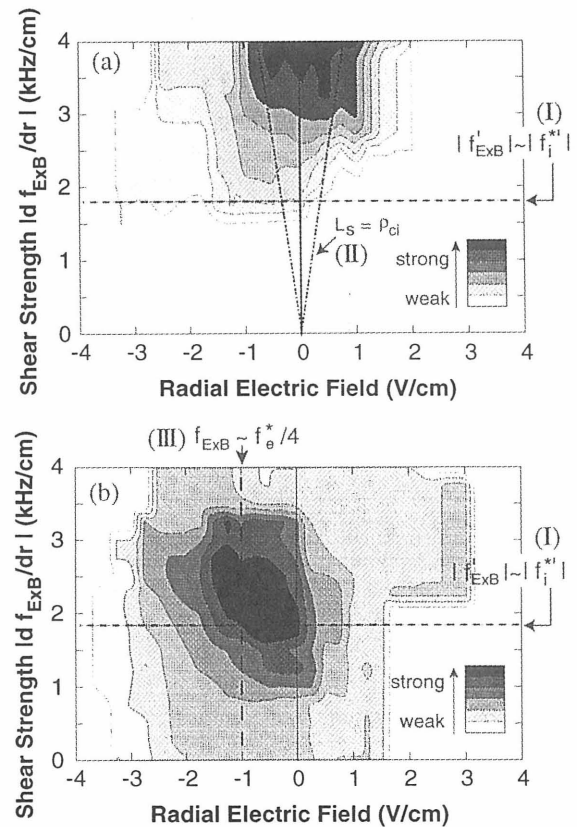 (a)
Shear Strength |d f_ExB/dr | (kHz/cm)
4
3
2
1
0
(I)
| f'_ExB |~| f_i^*' |
L_S = ρ_ci
(II)
strong
weak
-4 -3 -2 -1 0 1 2 3 4
Radial Electric Field (V/cm)
(III) f_ExB ~ f_e^* /4
(b)
Shear Strength |d f_ExB/dr | (kHz/cm)
4
3
2
1
0
(I)
| f'_ExB |~| f_i^*' |
strong
weak
-4 -3 -2 -1 0 1 2 3 4
Radial Electric Field (V/cm)